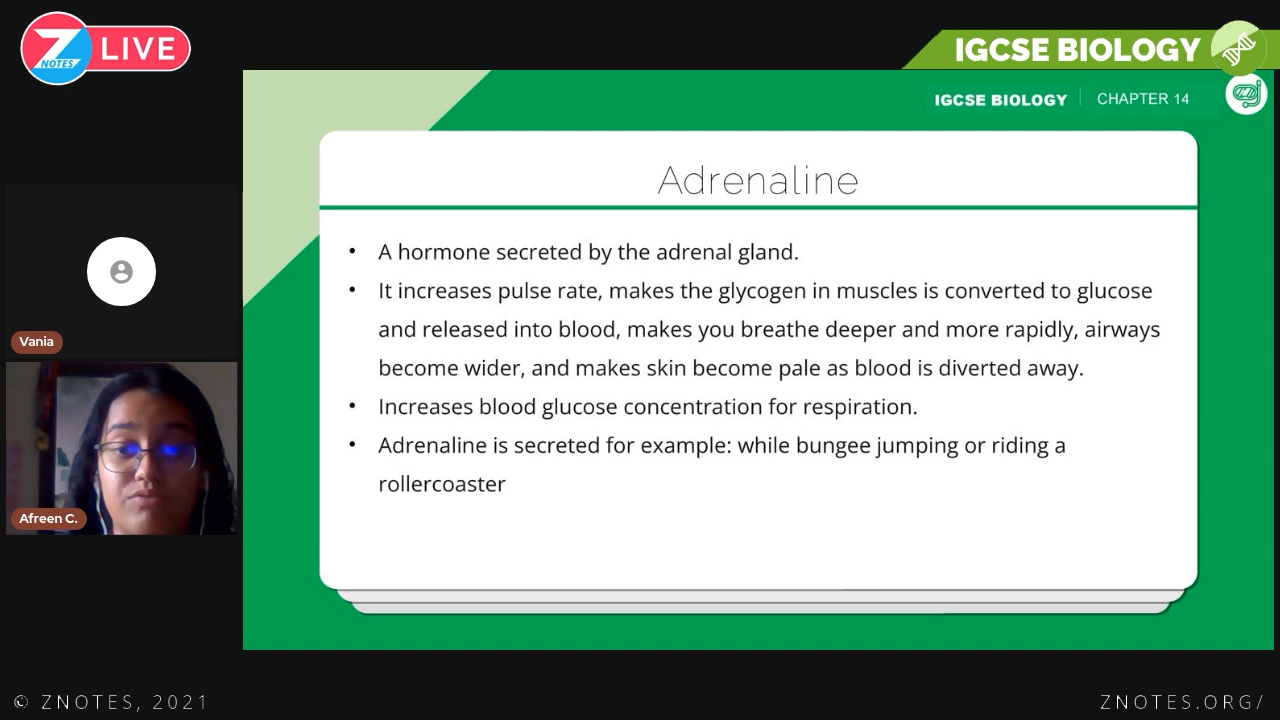 Z
NOTES
LIVE
IGCSE BIOLOGY
IGCSE BIOLOGY
CHAPTER 14
Adrenaline
• A hormone secreted by the adrenal gland.
• It increases pulse rate, makes the glycogen in muscles is converted to glucose
and released into blood, makes you breathe deeper and more rapidly, airways
become wider, and makes skin become pale as blood is diverted away.
• Increases blood glucose concentration for respiration.
• Adrenaline is secreted for example: while bungee jumping or riding a
rollercoaster
Vania
Afreen C.
© ZNOTES, 2021
ZNOTES.ORG/